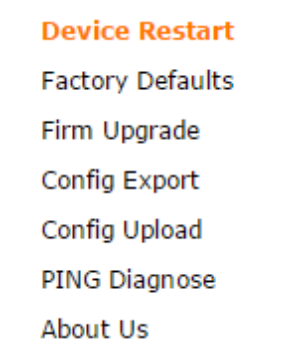 Device Restart
Factory Defaults
Firm Upgrade
Config Export
Config Upload
PING Diagnose
About Us